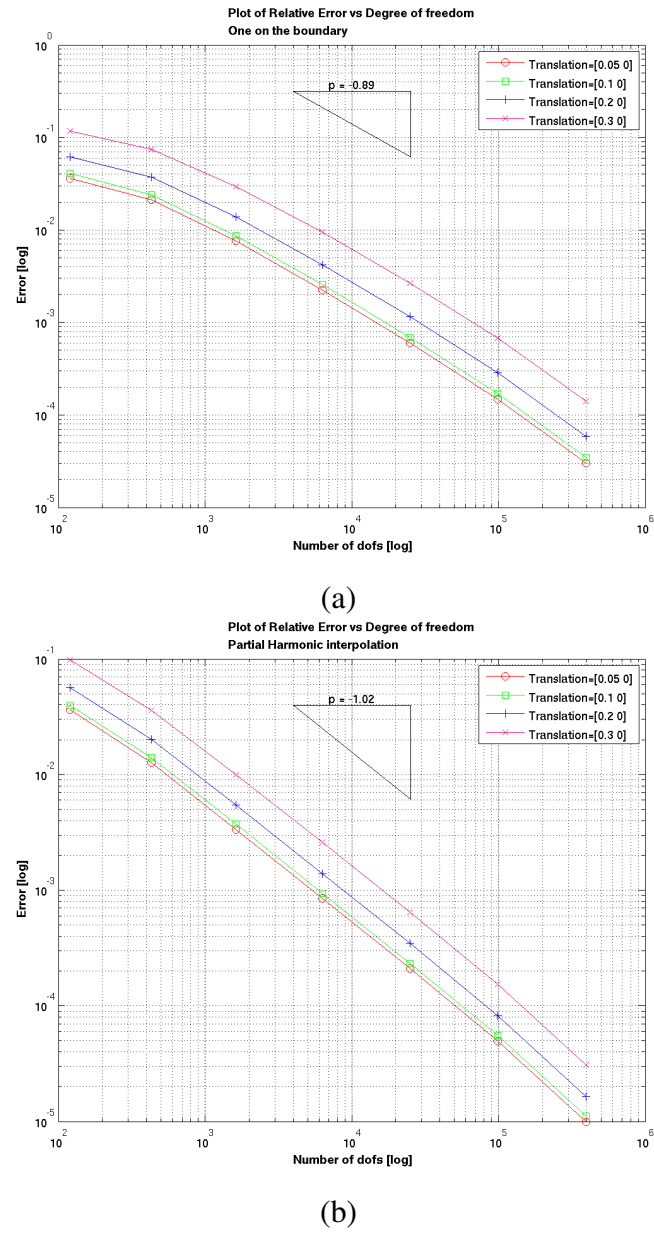 Plot of Relative Error vs Degree of freedom
One on the boundary
10^0
10^-1
10^-2
10^-3
10^-4
10^-5
Error [log]
p = -0.89
Translation=[0.05 0]
Translation=[0.1 0]
Translation=[0.2 0]
Translation=[0.3 0]
10^2 10^3 10^4 10^5 10^6
Number of dofs [log]
(a)
Plot of Relative Error vs Degree of freedom
Partial Harmonic interpolation
10^-1
10^-2
10^-3
10^-4
10^-5
Error [log]
p = -1.02
Translation=[0.05 0]
Translation=[0.1 0]
Translation=[0.2 0]
Translation=[0.3 0]
10^2 10^3 10^4 10^5 10^6
Number of dofs [log]
(b)